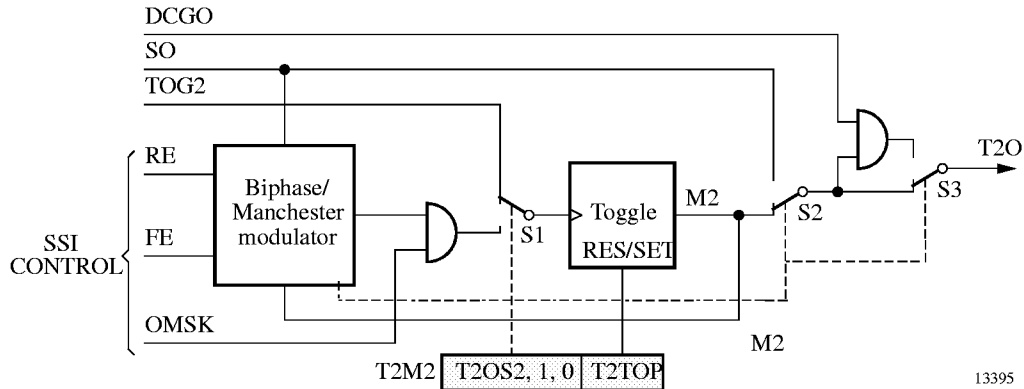 DCGO
SO
TOG2
RE
FE
SSI
CONTROL
OMSK
Biphase/
Manchester
modulator
S1
Toggle
RES/SET
M2
S2
S3
T2O
M2
T2M2
T2OS2, 1, 0
T2TOP
13395